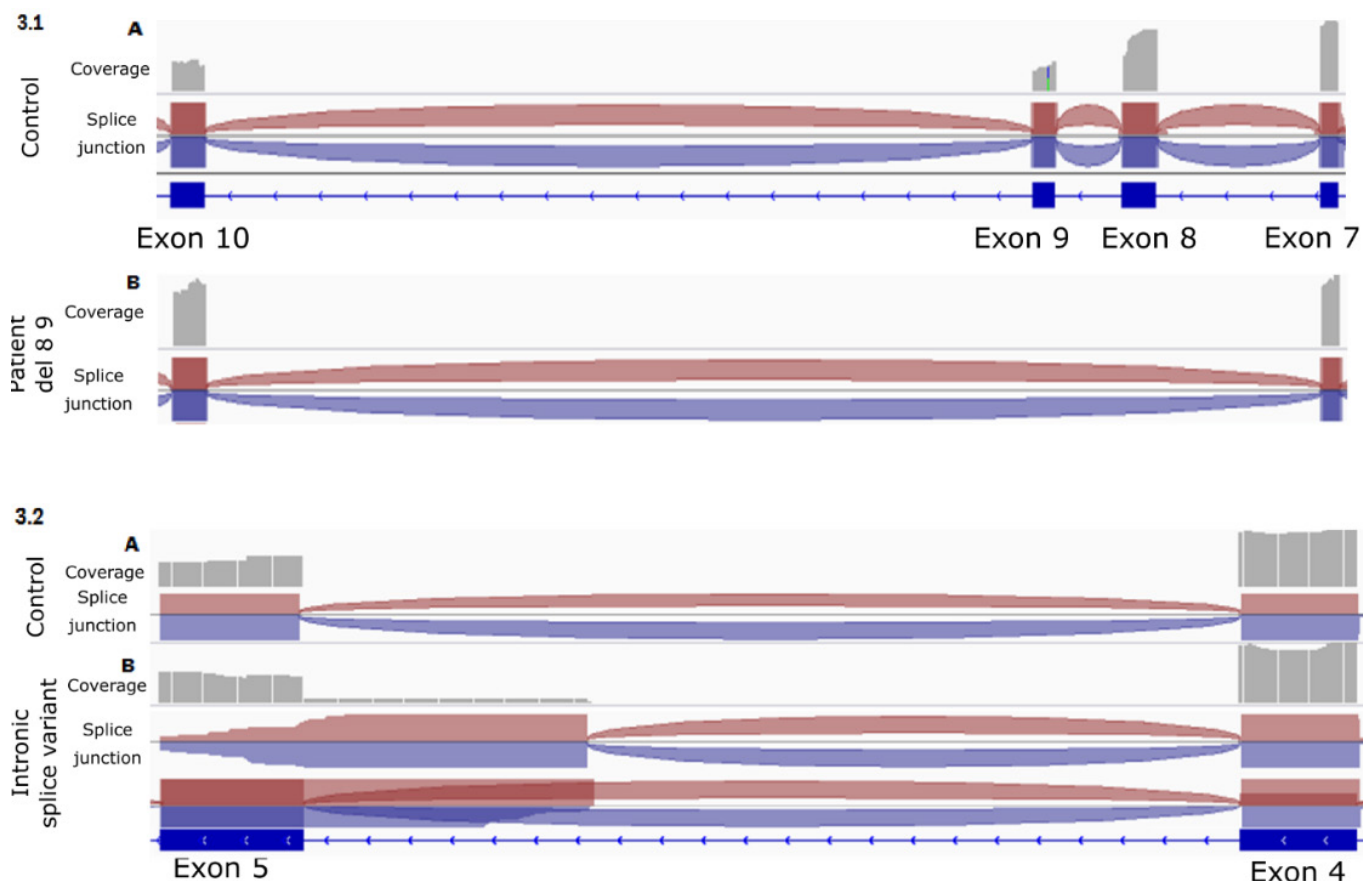 3.1
A
Control
Coverage
Splice
junction
Exon 10
Exon 9
Exon 8
Exon 7
B
Patient
del 8 9
Coverage
Splice
junction
3.2
A
Control
Coverage
Splice
junction
B
Intronic
splice variant
Coverage
Splice
junction
Exon 5
Exon 4